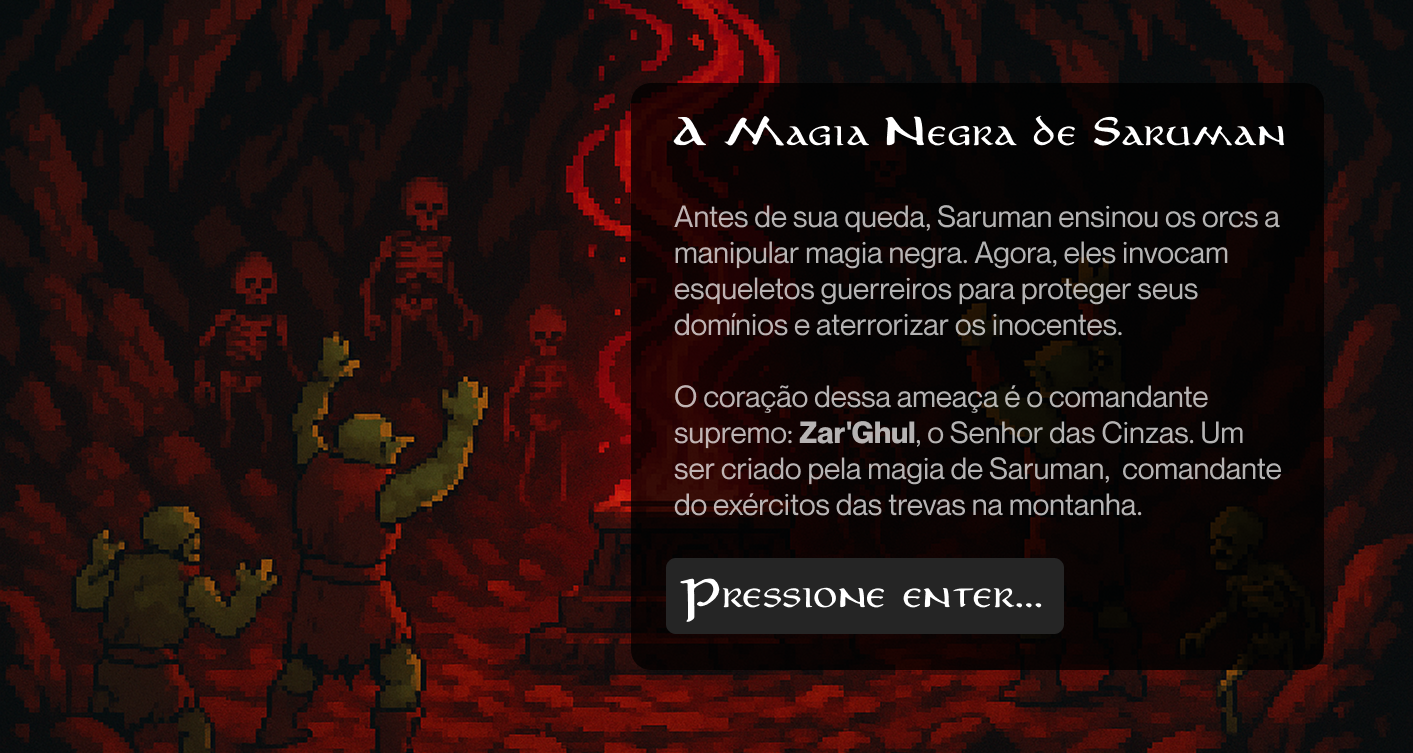 A Magia Negra de Saruman
Antes de sua queda, Saruman ensinou os orcs a
manipular magia negra. Agora, eles invocam
esqueletos guerreiros para proteger seus
domínios e aterrorizar os inocentes.
O coração dessa ameaça é o comandante
supremo: Zar'Ghul, o Senhor das Cinzas. Um
ser criado pela magia de Saruman,  comandante
do exércitos das trevas na montanha.
Pressione enter...